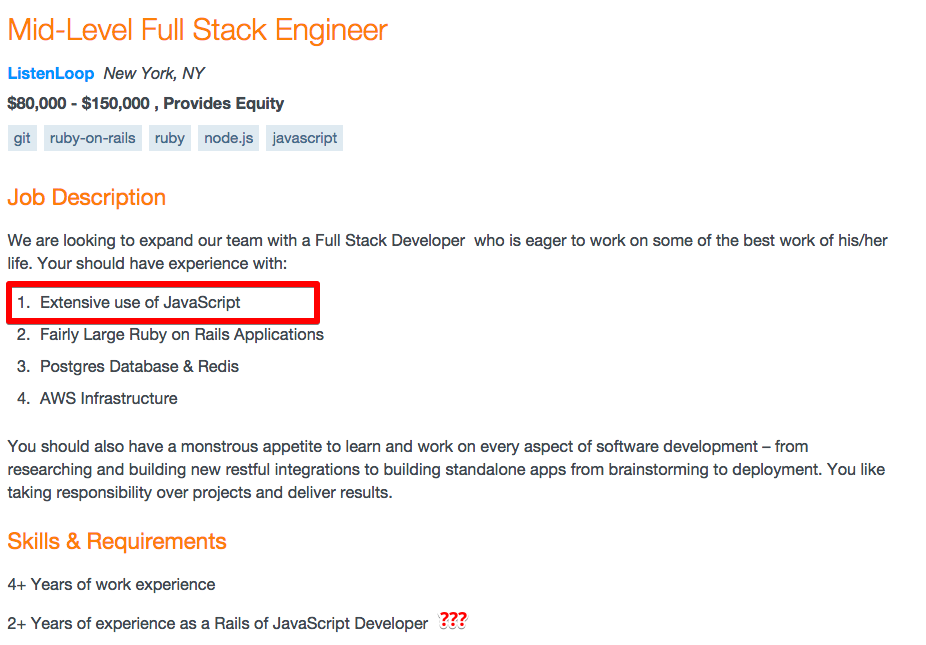 Mid-Level Full Stack Engineer
ListenLoop New York, NY
$80,000 - $150,000 , Provides Equity
git ruby-on-rails ruby node.js javascript
Job Description
We are looking to expand our team with a Full Stack Developer who is eager to work on some of the best work of his/her
life. Your should have experience with:
1. Extensive use of JavaScript
2. Fairly Large Ruby on Rails Applications
3. Postgres Database & Redis
4. AWS Infrastructure
You should also have a monstrous appetite to learn and work on every aspect of software development – from
researching and building new restful integrations to building standalone apps from brainstorming to deployment. You like
taking responsibility over projects and deliver results.
Skills & Requirements
4+ Years of work experience
2+ Years of experience as a Rails of JavaScript Developer ???